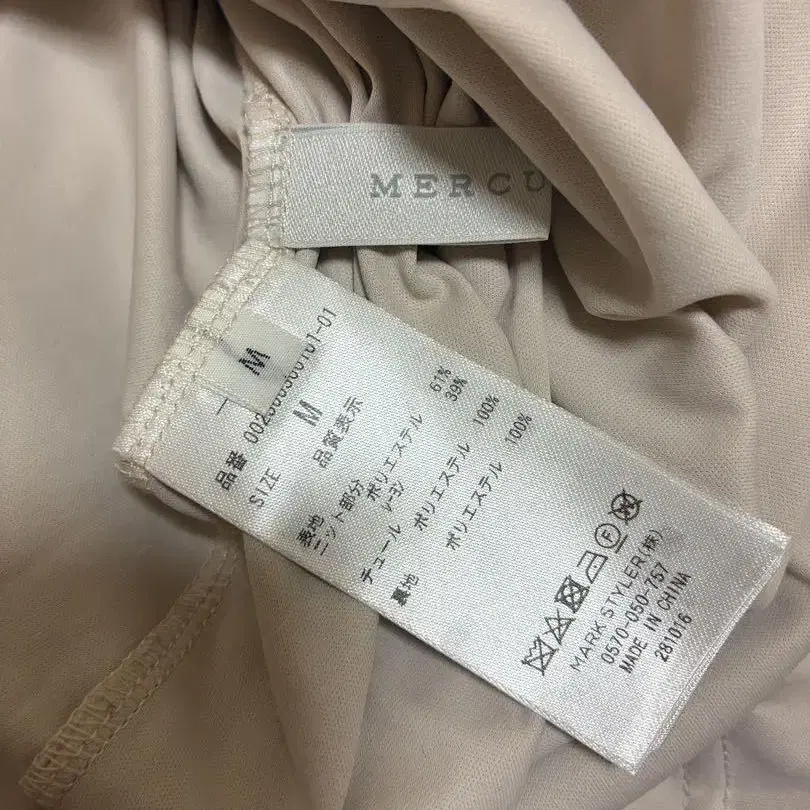 MERCU
M
品番 002300300101-01
SIZE M
品質表示
表地
ニット部分 ポリエステル 61%
レーヨン 39%
チュール ポリエステル 100%
裏地 ポリエステル 100%
F
MARK STYLER(株)
0570-050-757
MADE IN CHINA
281016